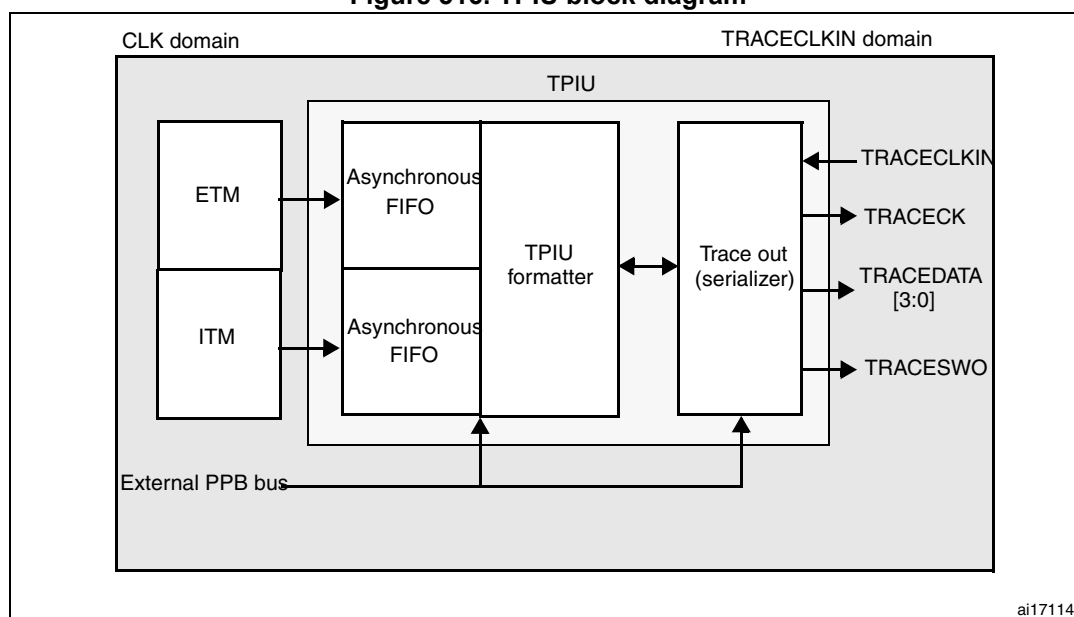 CLK domain
TRACECLKIN domain
TPIU
ETM
Asynchronous
FIFO
TPIU
formatter
Trace out
(serializer)
TRACECLKIN
TRACECK
TRACEDATA
[3:0]
ITM
Asynchronous
FIFO
TRACESWO
External PPB bus
ai17114